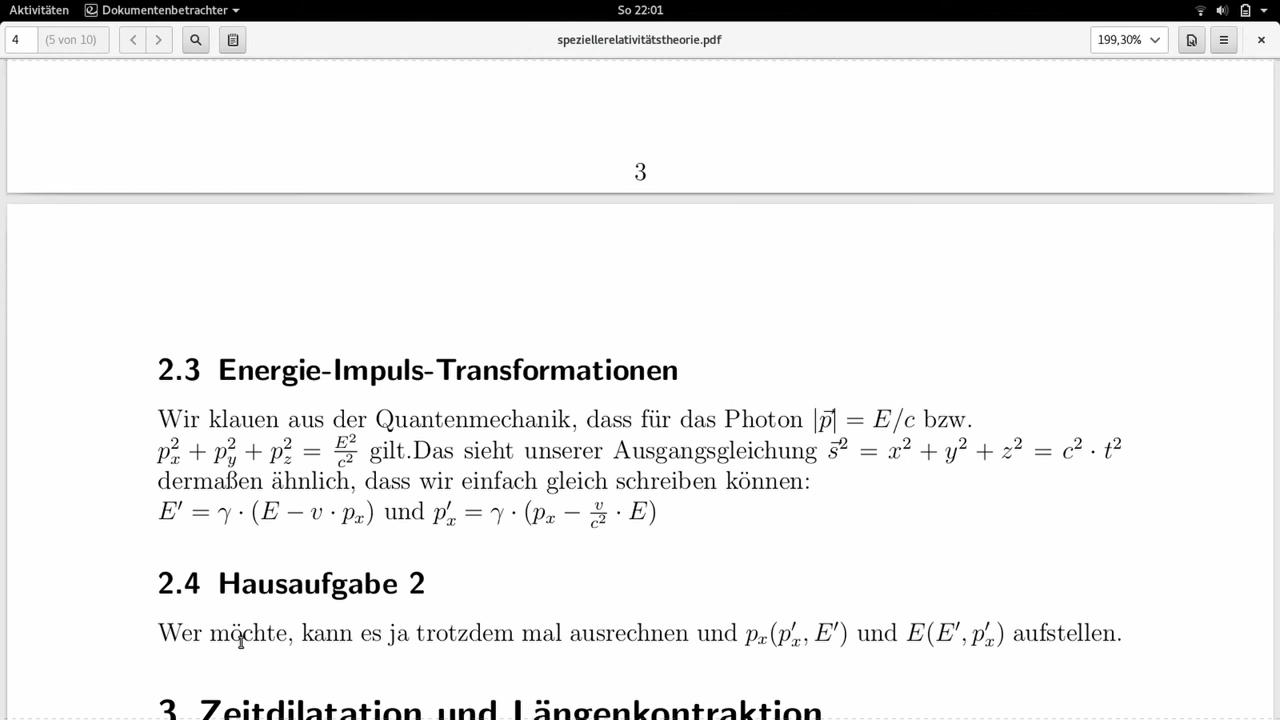 Aktivitäten Dokumentenbetrachter So 22:01
4 (5 von 10) speziellerelativitätstheorie.pdf 199,30%
3
2.3 Energie-Impuls-Transformationen
Wir klauen aus der Quantenmechanik, dass für das Photon |p⃗| = E/c bzw.
p_x^2 + p_y^2 + p_z^2 = E^2/c^2 gilt.Das sieht unserer Ausgangsgleichung s⃗^2 = x^2 + y^2 + z^2 = c^2 · t^2
dermaßen ähnlich, dass wir einfach gleich schreiben können:
E′ = γ · (E − v · p_x) und p′_x = γ · (p_x − v/c^2 · E)
2.4 Hausaufgabe 2
Wer möchte, kann es ja trotzdem mal ausrechnen und p_x(p′_x, E′) und E(E′, p′_x) aufstellen.
3 Zeitdilatation und Längenkontraktion